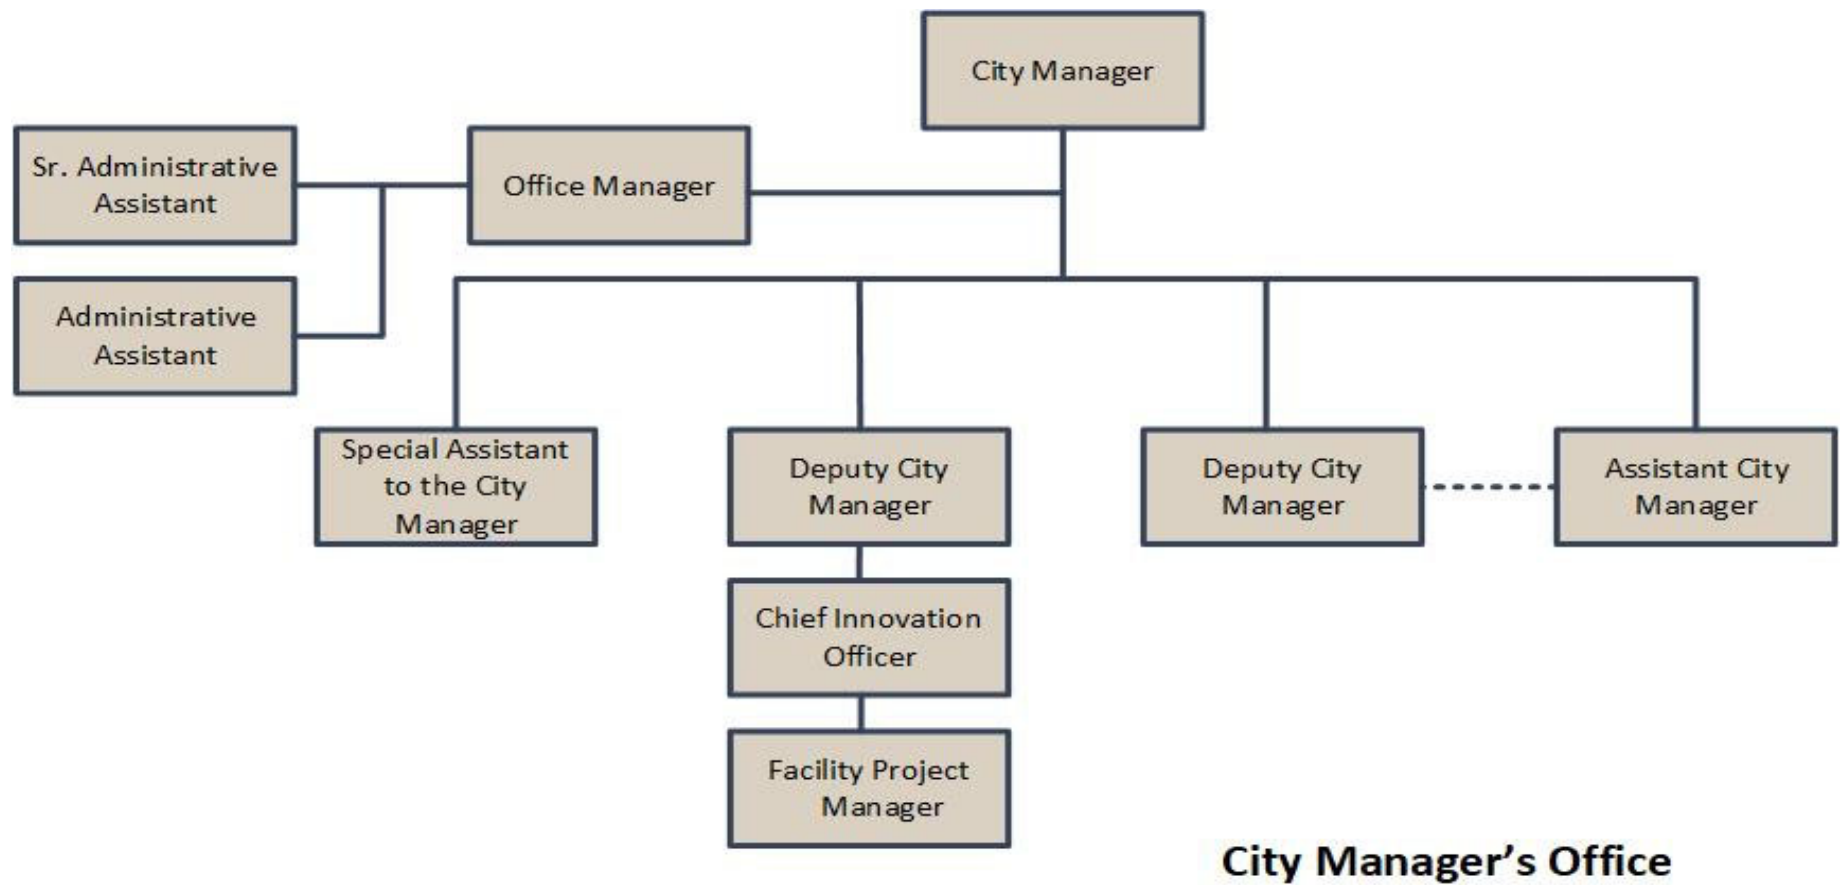 City Manager
Sr. Administrative
Assistant
Office Manager
Administrative
Assistant
Special Assistant
to the City
Manager
Deputy City
Manager
Deputy City
Manager
Assistant City
Manager
Chief Innovation
Officer
Facility Project
Manager
City Manager’s Office